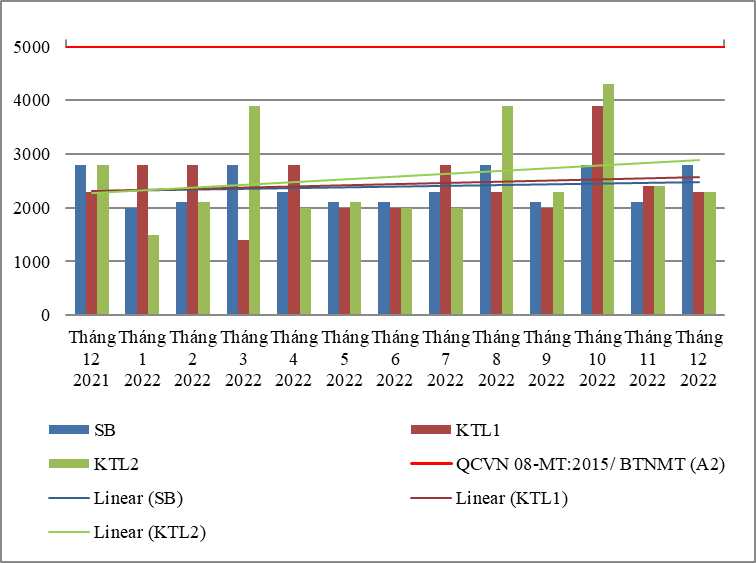 5000
4000
3000
2000
1000
0
Tháng 12 2021
Tháng 1 2022
Tháng 2 2022
Tháng 3 2022
Tháng 4 2022
Tháng 5 2022
Tháng 6 2022
Tháng 7 2022
Tháng 8 2022
Tháng 9 2022
Tháng 10 2022
Tháng 11 2022
Tháng 12 2022
SB
KTL1
KTL2
QCVN 08-MT:2015/ BTNMT (A2)
Linear (SB)
Linear (KTL1)
Linear (KTL2)